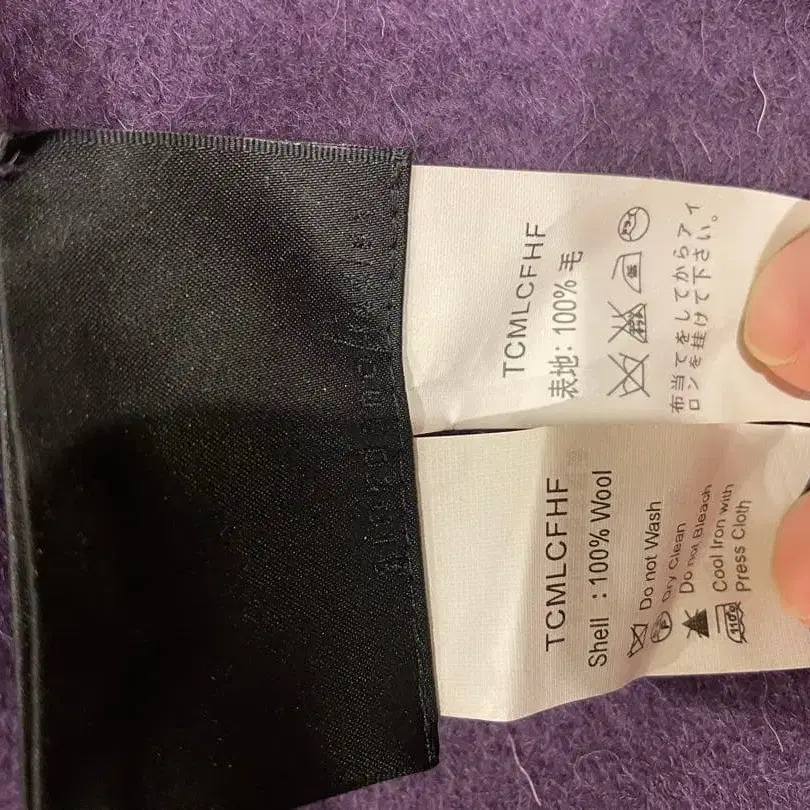 TCMLCFHF
表地: 100% 毛
布当てをしてからアイ
ロンを掛けて下さい。
TCMLCFHF
Shell : 100% Wool
Do not Wash
Dry Clean
Do not Bleach
110°c Cool Iron with
Press Cloth